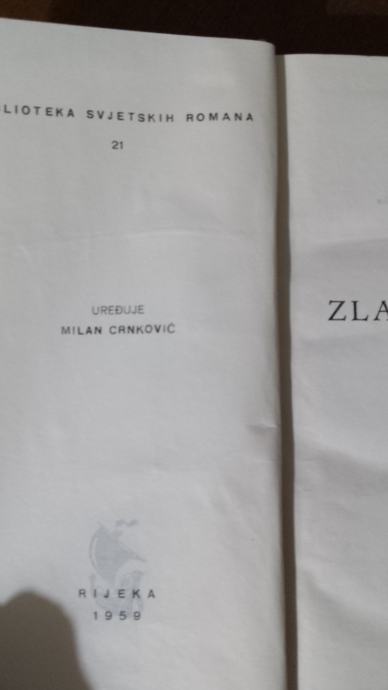 LIOTEKA SVJETSKIH ROMANA
21
UREĐUJE
MILAN CRNKOVIĆ
RIJEKA
1959
ZLA